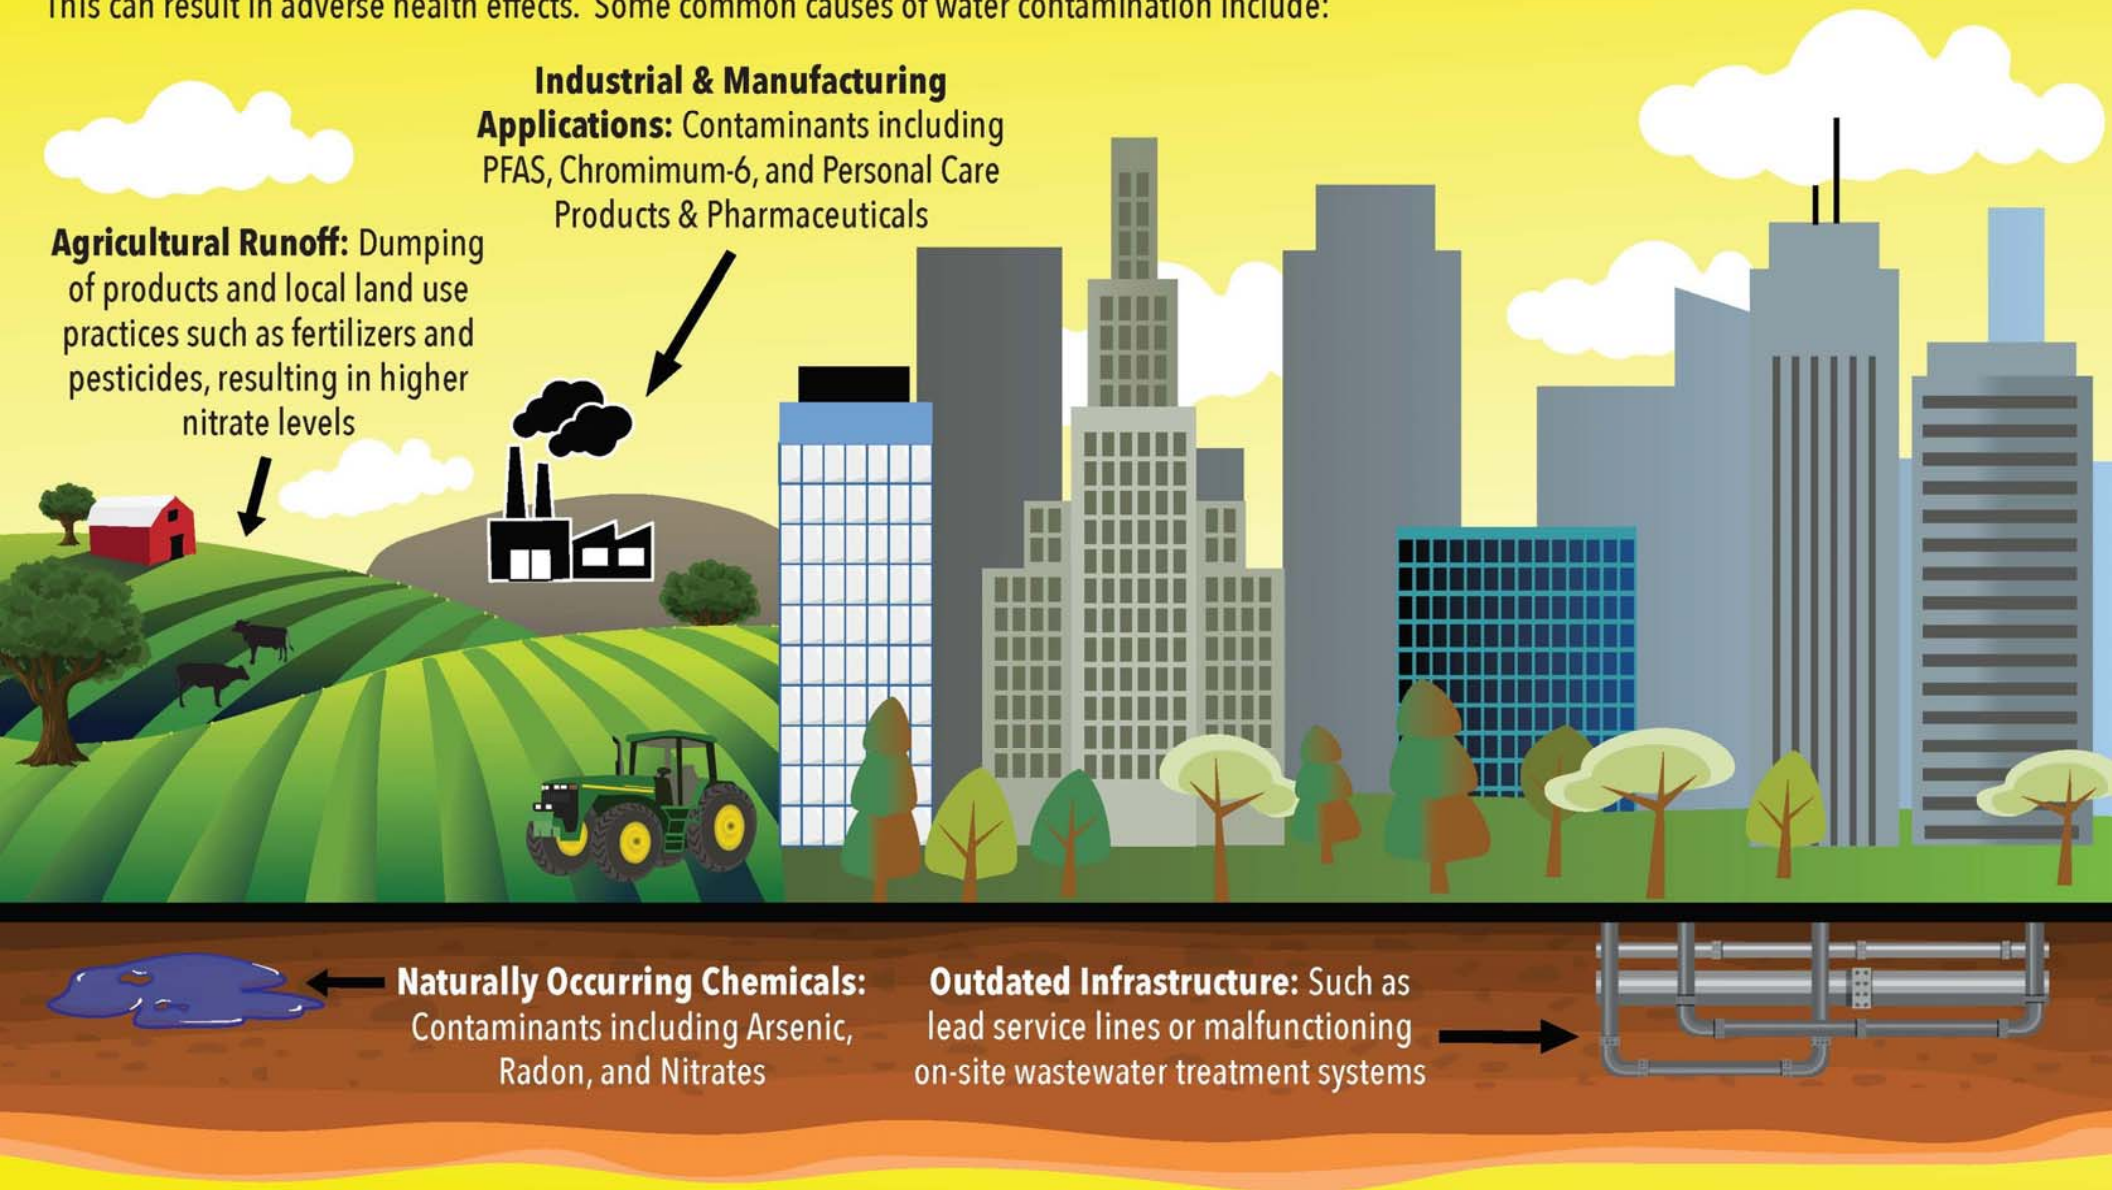 This can result in adverse health effects. Some common causes of water contamination include:
Industrial & Manufacturing
Applications: Contaminants including
PFAS, Chromimum-6, and Personal Care
Products & Pharmaceuticals
Agricultural Runoff: Dumping
of products and local land use
practices such as fertilizers and
pesticides, resulting in higher
nitrate levels
Naturally Occurring Chemicals:
Contaminants including Arsenic,
Radon, and Nitrates
Outdated Infrastructure: Such as
lead service lines or malfunctioning
on-site wastewater treatment systems